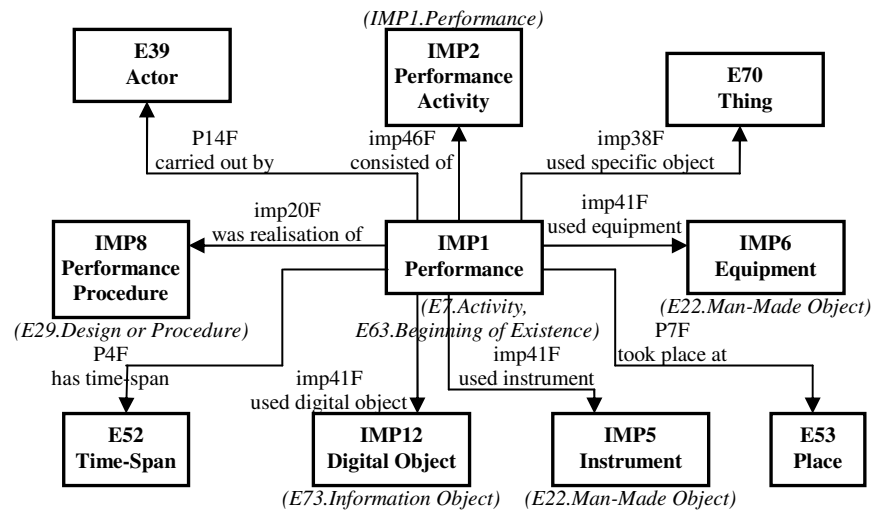 (IMP1.Performance)
E39
Actor
IMP2
Performance
Activity
E70
Thing
P14F
carried out by
imp46F
consisted of
imp38F
used specific object
imp20F
was realisation of
imp41F
used equipment
IMP8
Performance
Procedure
IMP1
Performance
IMP6
Equipment
(E29.Design or Procedure)
(E7.Activity,
E63.Beginning of Existence)
(E22.Man-Made Object)
P4F
has time-span
imp41F
used digital object
imp41F
used instrument
P7F
took place at
E52
Time-Span
IMP12
Digital Object
IMP5
Instrument
E53
Place
(E73.Information Object)
(E22.Man-Made Object)